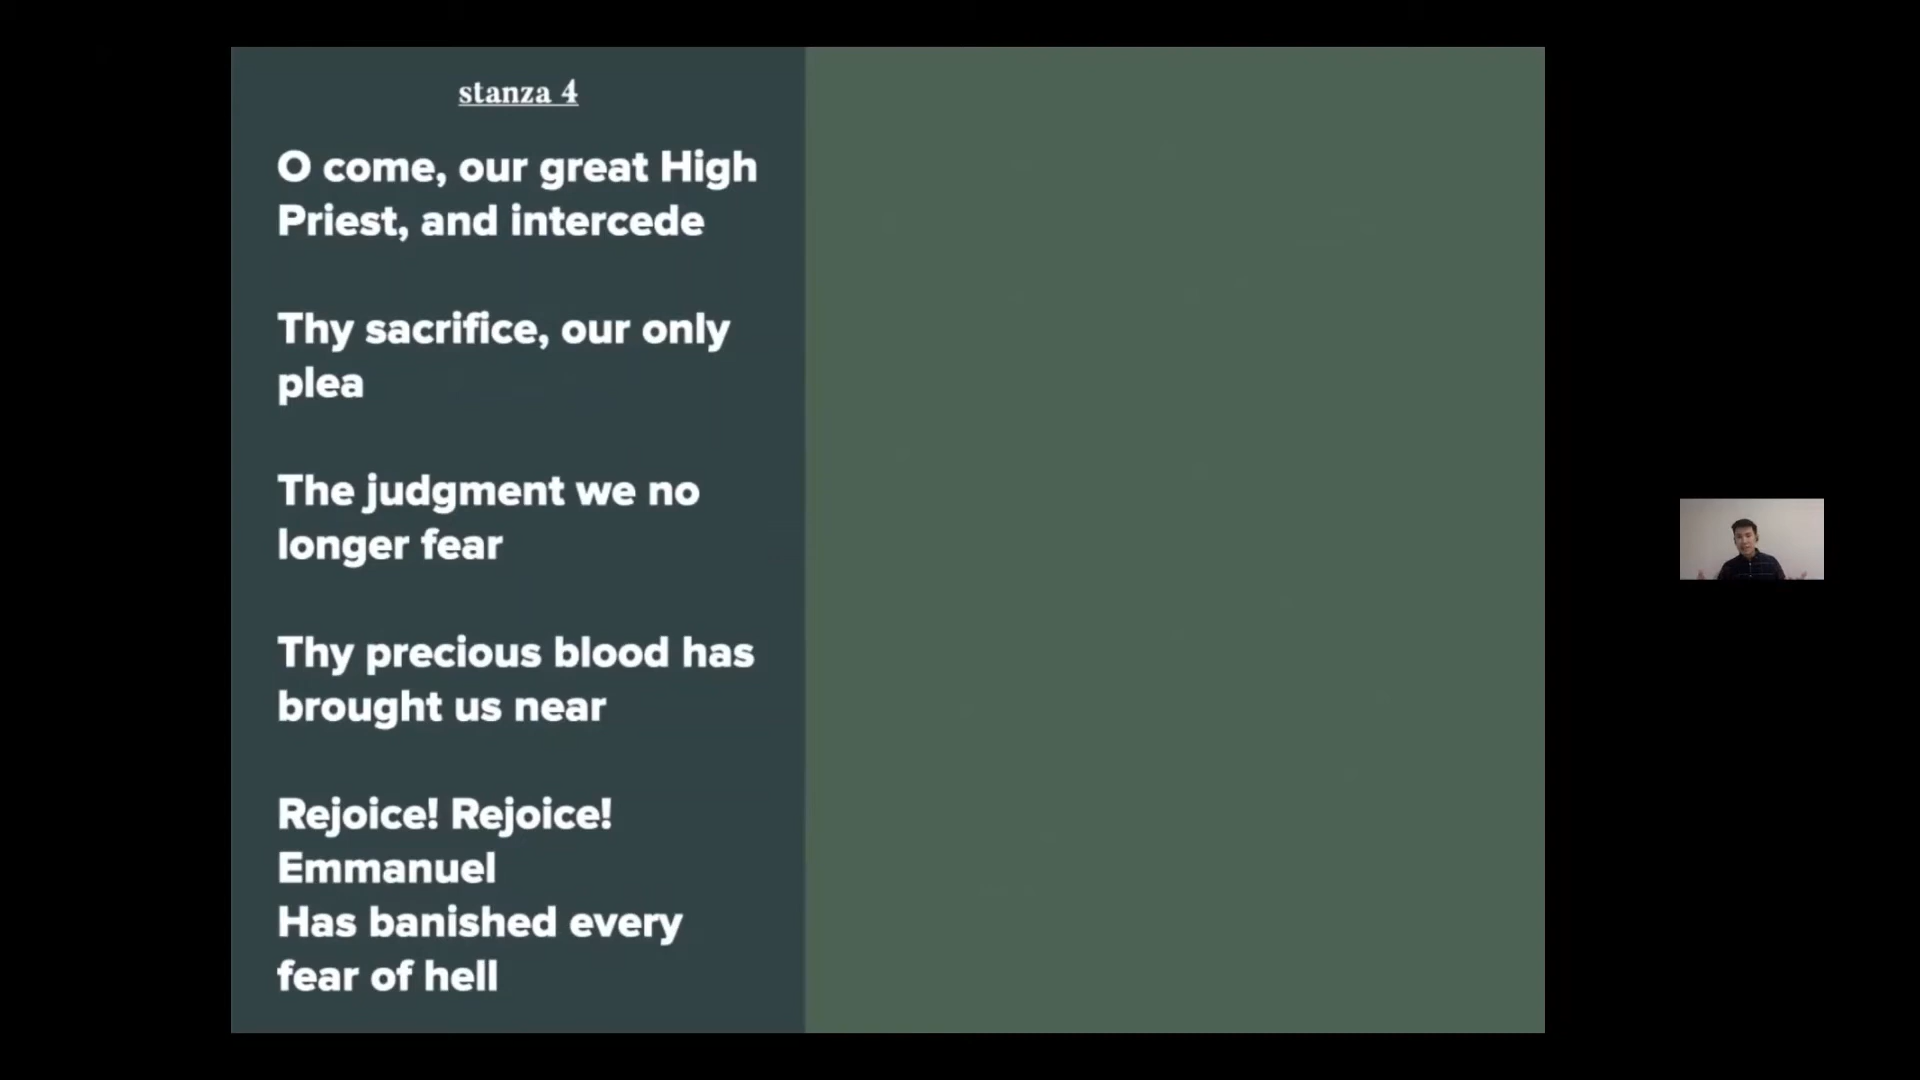 stanza 4
O come, our great High
Priest, and intercede
Thy sacrifice, our only
plea
The judgment we no
longer fear
Thy precious blood has
brought us near
Rejoice! Rejoice!
Emmanuel
Has banished every
fear of hell